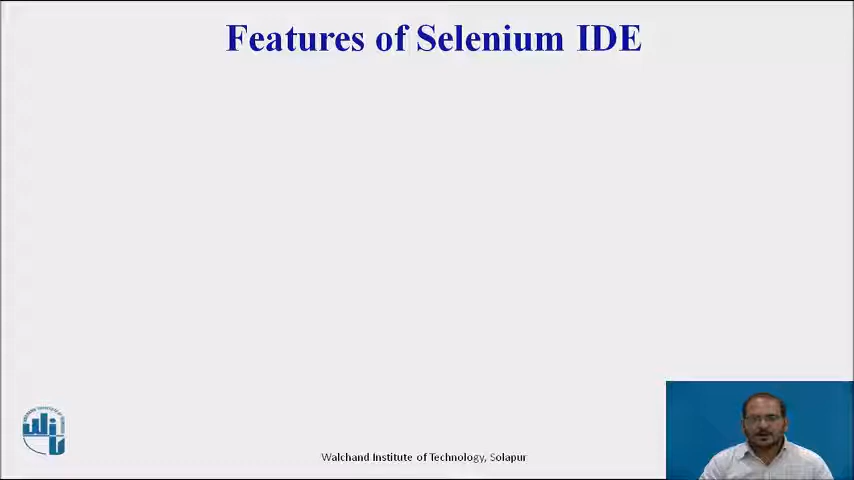 Features of Selenium IDE
Walchand Institute of Technology, Solapur